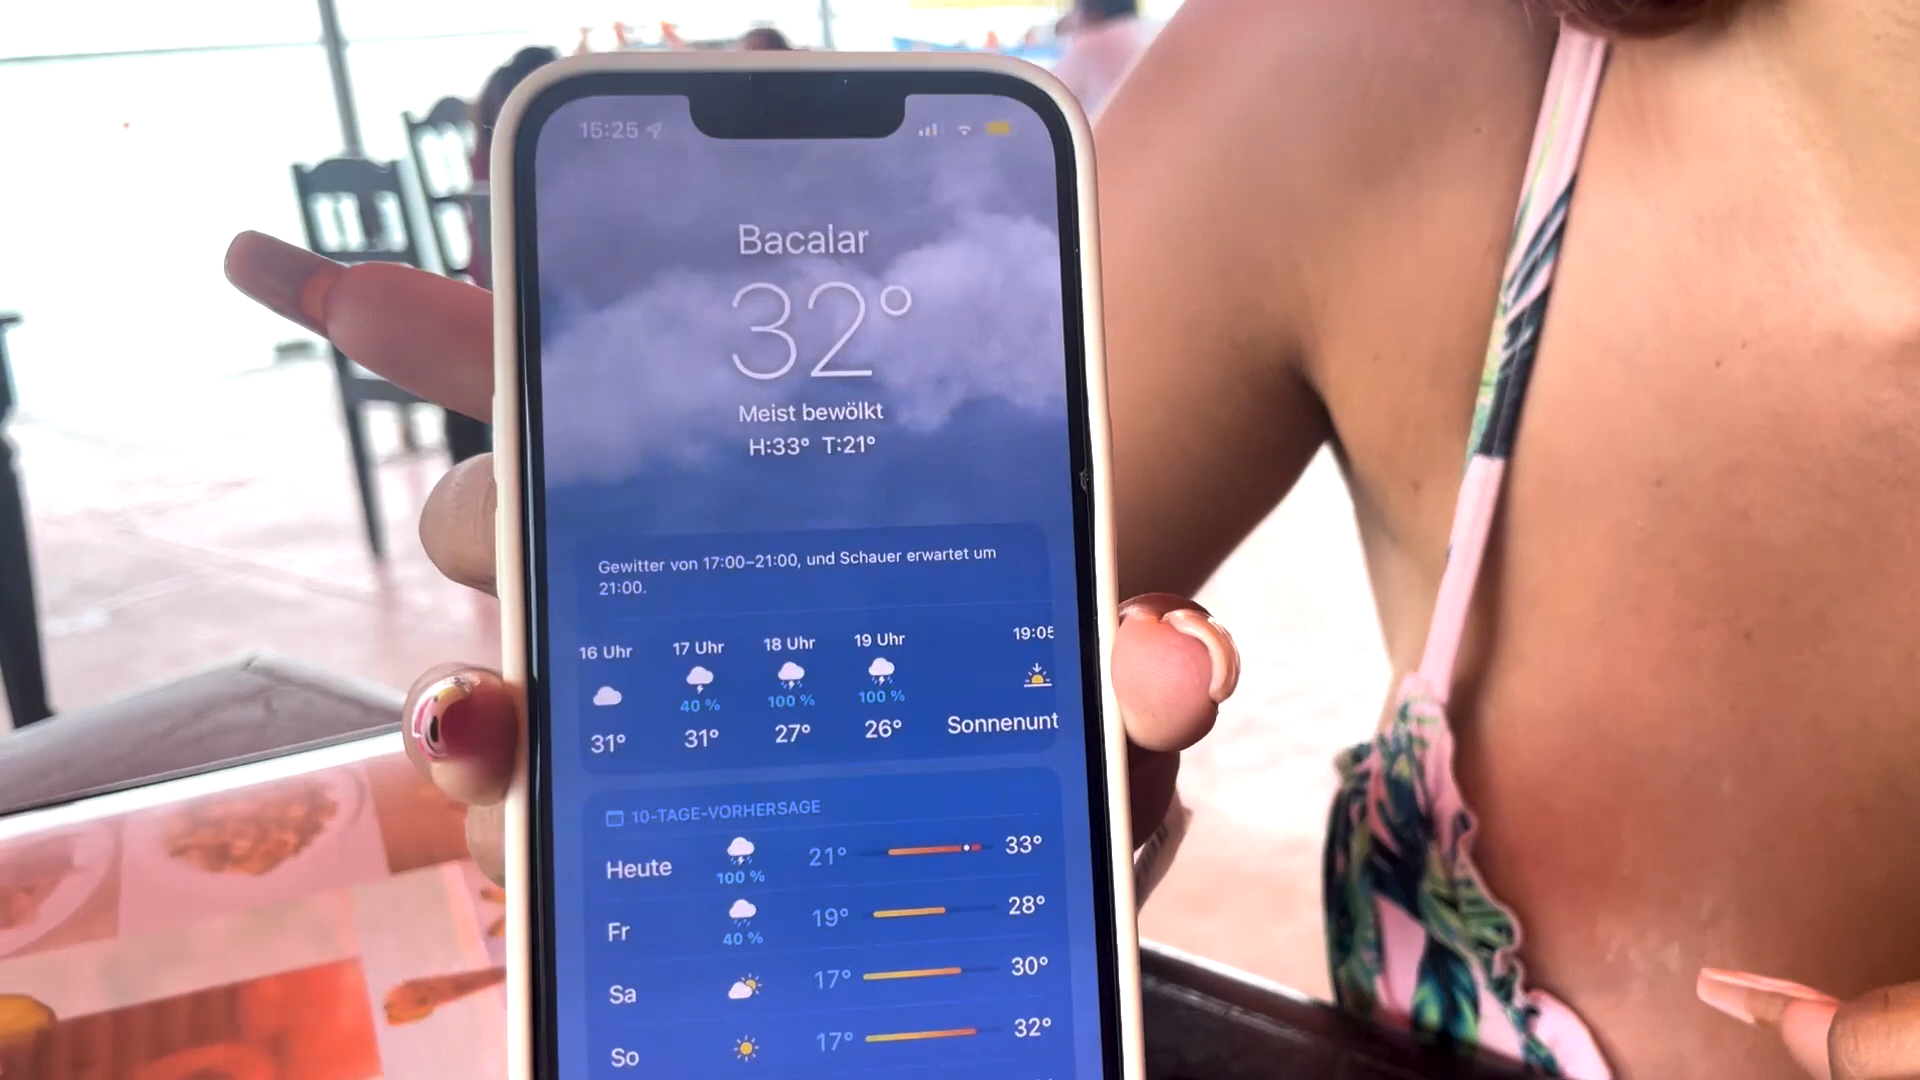 15:25
Bacalar
32°
Meist bewölkt
H:33° T:21°
Gewitter von 17:00–21:00, und Schauer erwartet um
21:00.
16 Uhr 17 Uhr 18 Uhr 19 Uhr 19:05
40 % 100 % 100 %
31° 31° 27° 26° Sonnenunt
10-TAGE-VORHERSAGE
Heute 100 % 21° 33°
Fr 40 % 19° 28°
Sa 17° 30°
So 17° 32°